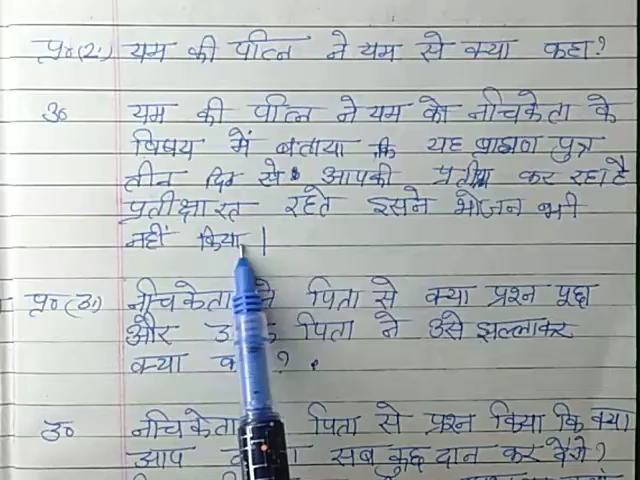 प्र०(2.) यम की पत्नि ने यम से क्या कहा?
उ० यम की पत्नि ने यम को नचिकेता के
विषय में बताया कि यह ब्राह्मण पुत्र
तीन दिन से आपकी प्रतीक्षा कर रहा है
प्रतीक्षारत रहते इसने भोजन भी
नहीं किया।
प्र०(3.) नचिकेता ने पिता से क्या प्रश्न पूछा
और पिता ने उसे झल्लाकर
क्या ?
उ० नचिकेता पिता से प्रश्न किया कि क्या
आप सब कुछ दान कर देंगे?